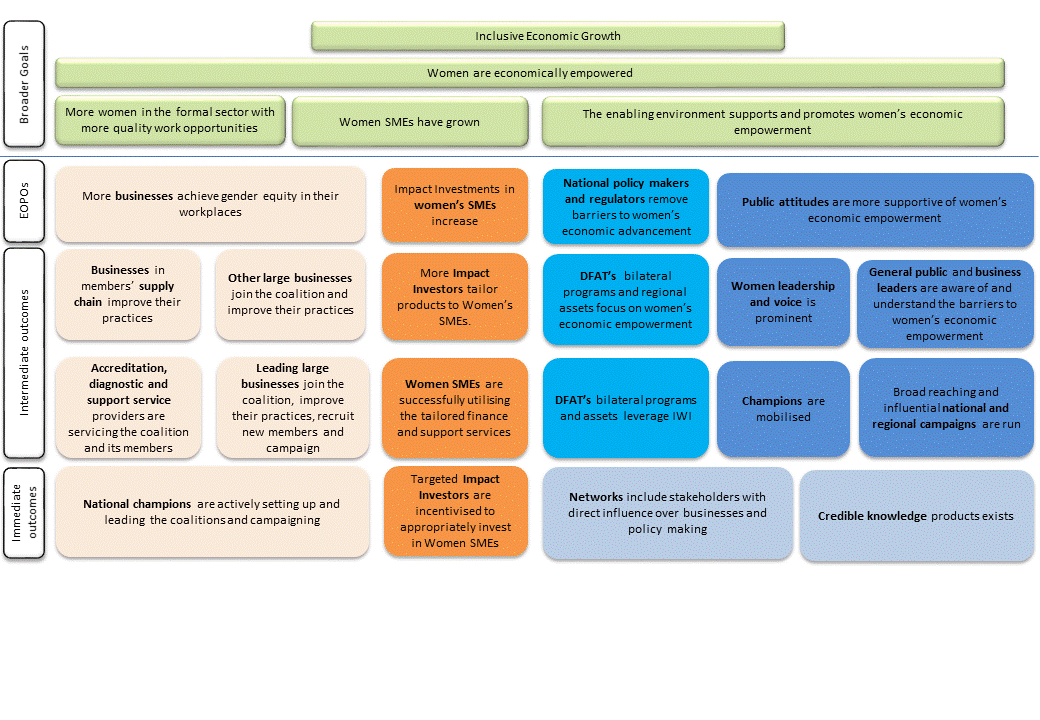 Broader Goals
Inclusive Economic Growth
Women are economically empowered
More women in the formal sector with
more quality work opportunities
Women SMEs have grown
The enabling environment supports and promotes women's economic
empowerment
EOPOs
More businesses achieve gender equity in their
workplaces
Impact Investments in
women's SMEs
increase
National policy makers
and regulators remove
barriers to women's
economic advancement
Public attitudes are more supportive of women's
economic empowerment
Intermediate outcomes
Businesses in
members' supply
chain improve their
practices
Other large businesses
join the coalition and
improve their practices
More Impact
Investors tailor
products to Women's
SMEs.
DFAT's bilateral
programs and regional
assets focus on women's
economic empowerment
Women leadership
and voice is
prominent
General public and business
leaders are aware of and
understand the barriers to
women's economic
empowerment
Accreditation,
diagnostic and
support service
providers are
servicing the coalition
and its members
Leading large
businesses join the
coalition, improve
their practices, recruit
new members and
campaign
Women SMEs are
successfully utilising
the tailored finance
and support services
DFAT's bilateral programs
and assets leverage IWI
Champions are
mobilised
Broad reaching and
influential national and
regional campaigns are run
Immediate
outcomes
National champions are actively setting up and
leading the coalitions and campaigning
Targeted Impact
Investors are
incentivised to
appropriately invest
in Women SMEs
Networks include stakeholders with
direct influence over businesses and
policy making
Credible knowledge products exists